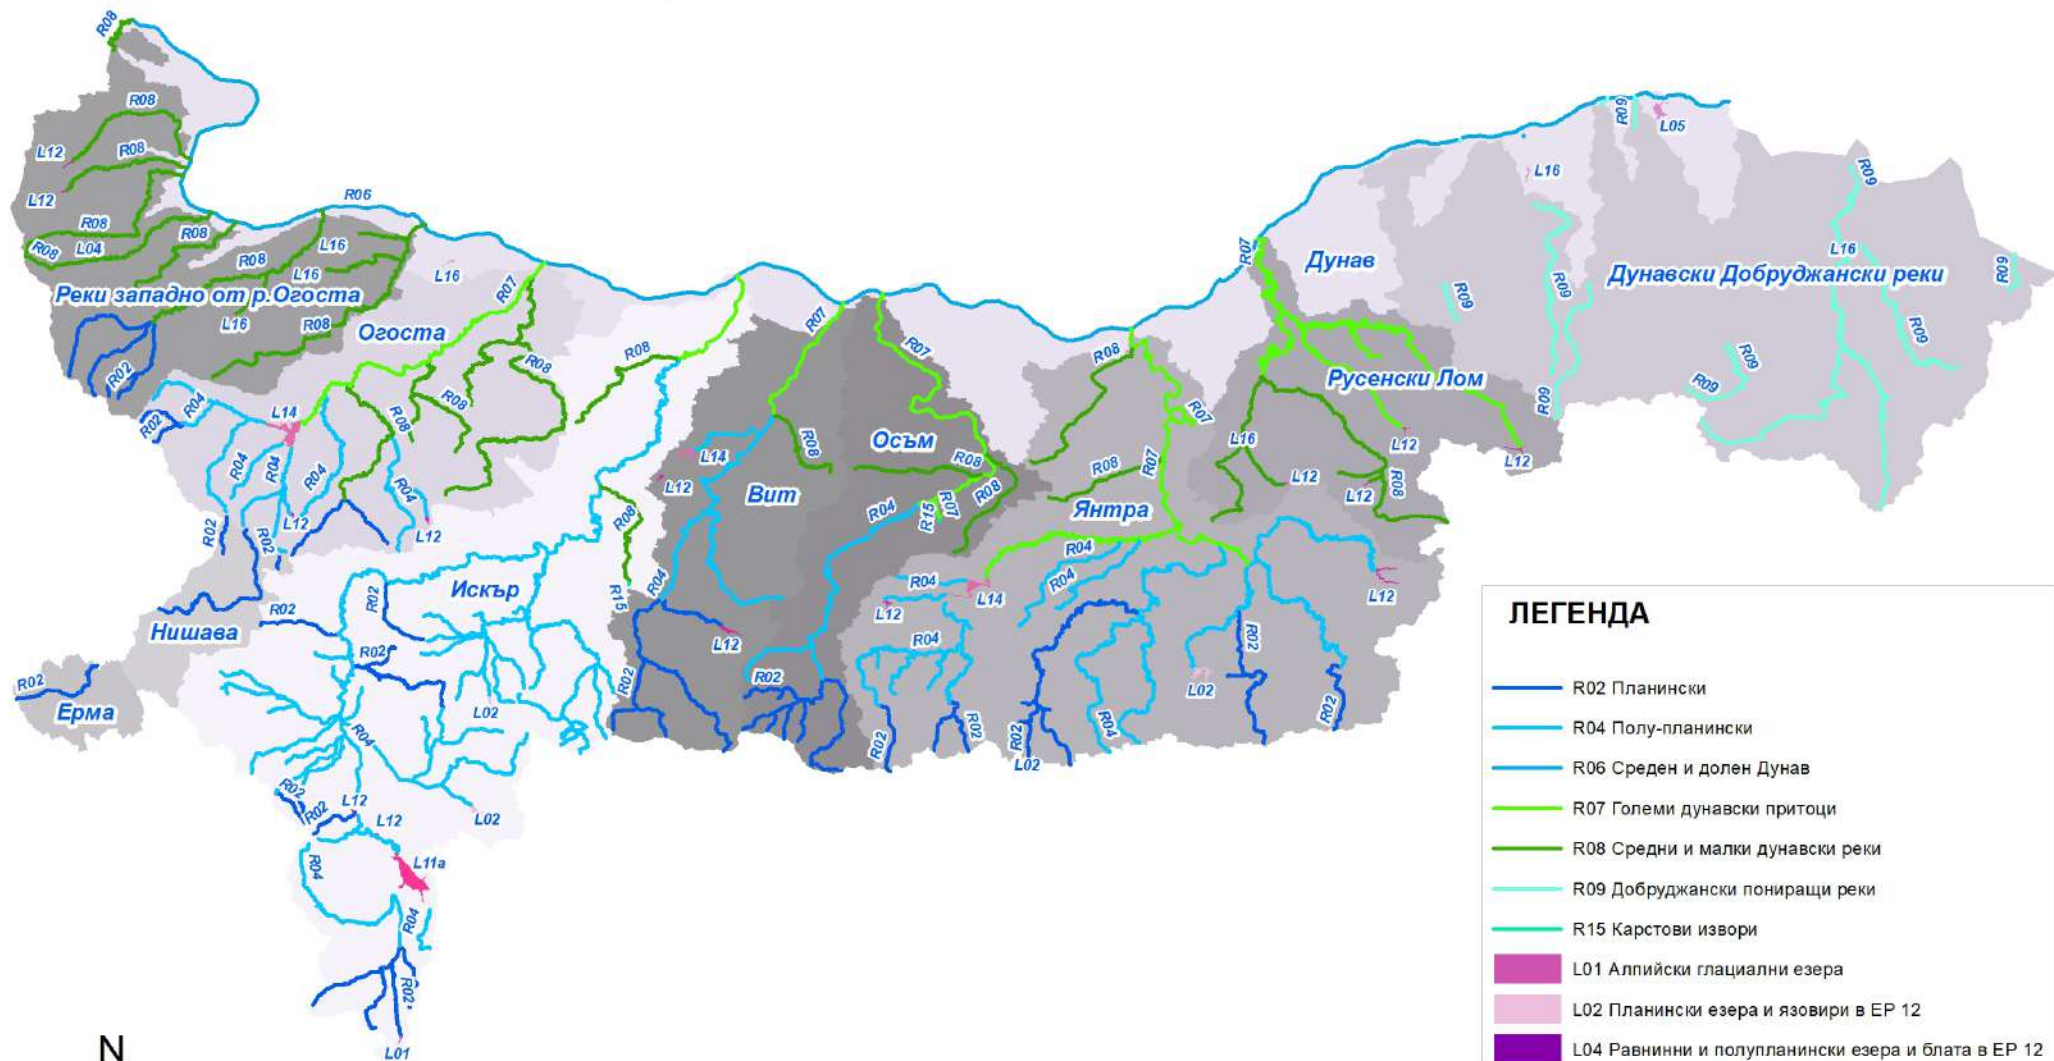 R08
R08
L12
R08
L12
R08
R08
R08
L04
R06
R08
L16
L16
L16
Реки западно от р.Огоста
L16
R07
R08
Огоста
R02
R04
R02
L14
R08
R08
R08
R08
R04
R04
R04
R04
R02
R02
L12
L12
R08
R15
R04
Искър
R02
R02
Нишава
R02
Ерма
R02
L02
R04
R02
R02
L12
L12
L02
L11a
R04
R04
R02*
L01
N
R07
R07
R08
L14
L12
Вит
Осъм
R08
R08
R07
R15
R04
L12
R02
R02
R08
R07
R07
R08
Янтра
R04
R04
R04
L14
L12
R04
R02
R02
R02
L02
R04
L02
R02
R02
L12
R07
Дунав
Русенски Лом
L16
L12
L12
R08
L12
L12
R09
L05
L16
R09
R09
R09
R09
L16
Дунавски Добруджански реки
R09
R09
R09
R09
ЛЕГЕНДА
R02 Планински
R04 Полу-планински
R06 Среден и долен Дунав
R07 Големи дунавски притоци
R08 Средни и малки дунавски реки
R09 Добруджански пониращи реки
R15 Карстови извори
L01 Алпийски глациални езера
L02 Планински езера и язовири в ЕР 12
L04 Равнинни и полупланински езера и блата в ЕР 12